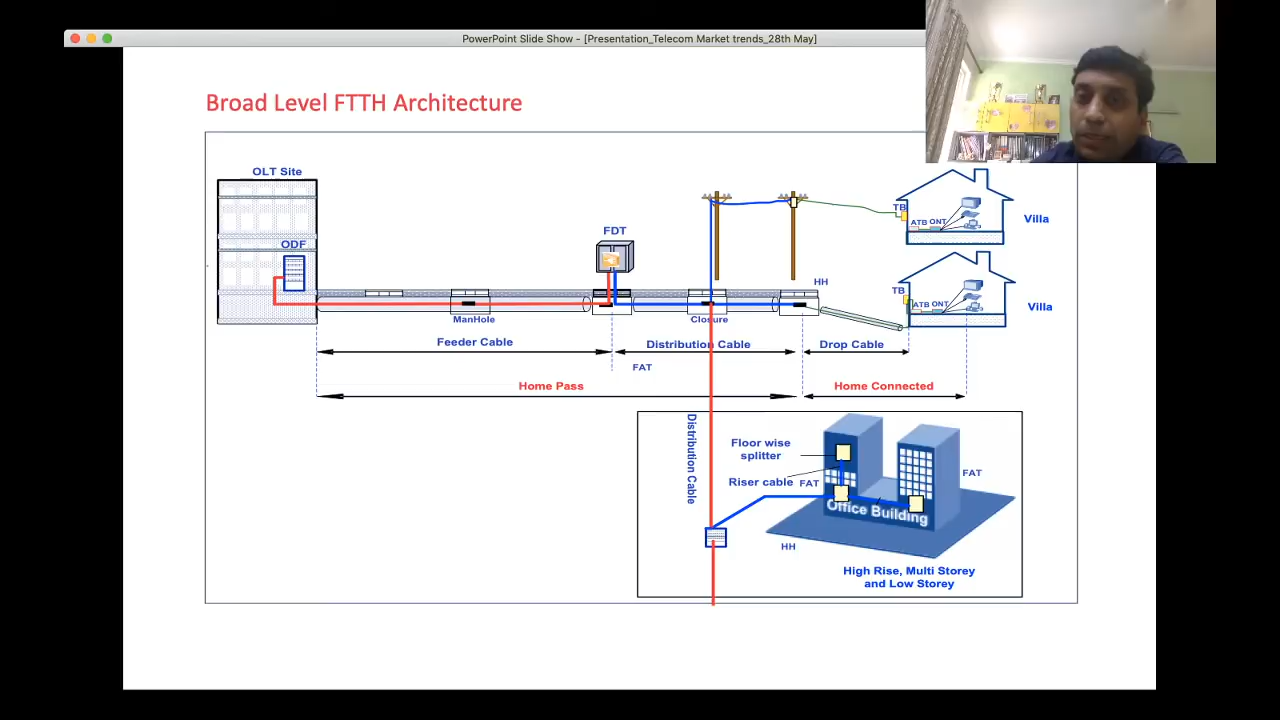 PowerPoint Slide Show - [Presentation_Telecom Market trends_28th May]
Broad Level FTTH Architecture
OLT Site
ODF
FDT
TB
ATB ONT
Villa
HH
TB
ATB ONT
Villa
ManHole
Closure
Feeder Cable
Distribution Cable
Drop Cable
FAT
Home Pass
Home Connected
Distribution Cable
Floor wise
splitter
Riser cable
FAT
FAT
Office Building
HH
High Rise, Multi Storey
and Low Storey